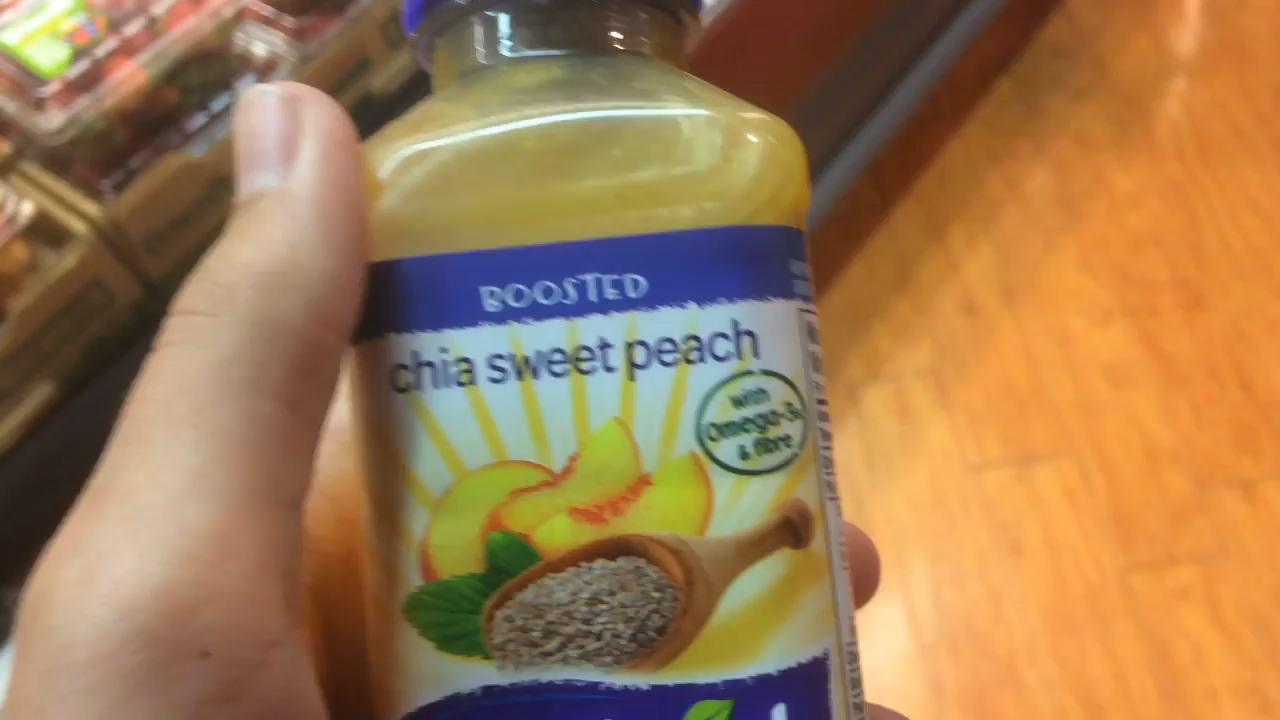 BOOSTED
chia sweet peach
with
Omega-3s
& fibre